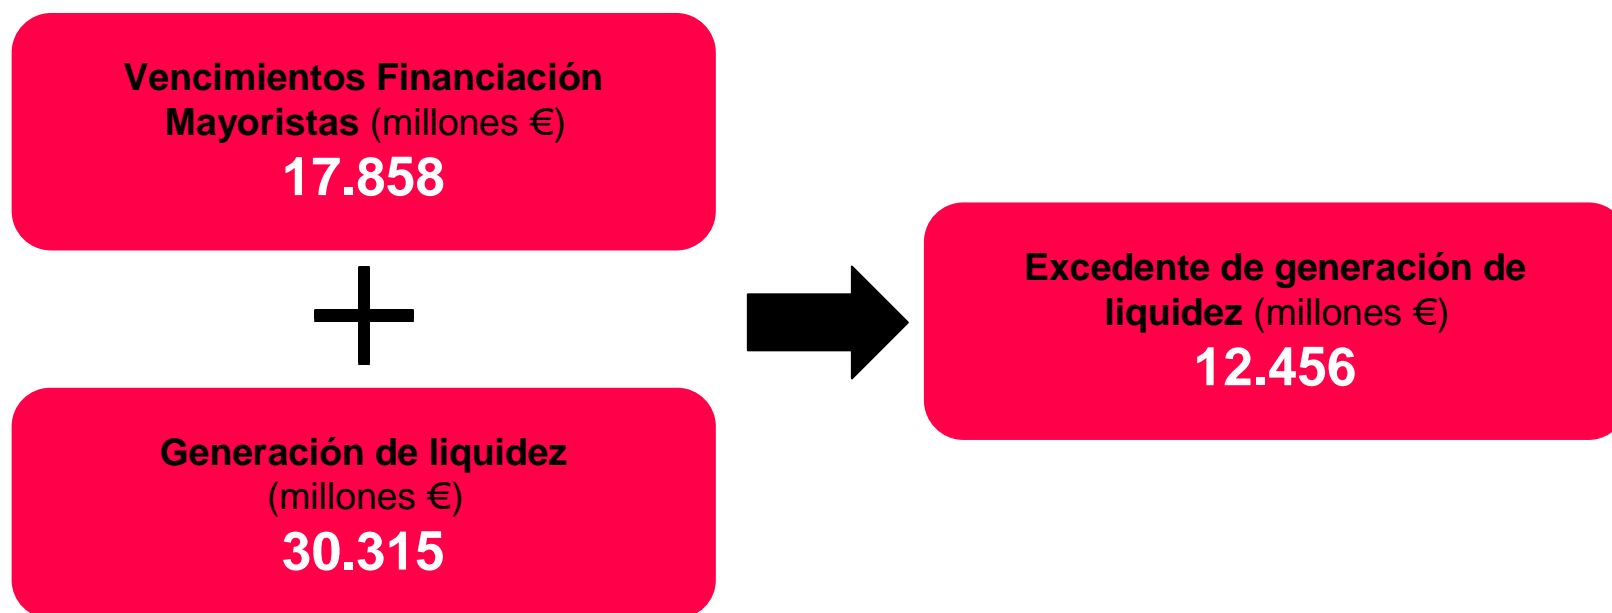 Vencimientos Financiación
Mayoristas (millones €)
17.858
Generación de liquidez
(millones €)
30.315
Excedente de generación de
liquidez (millones €)
12.456